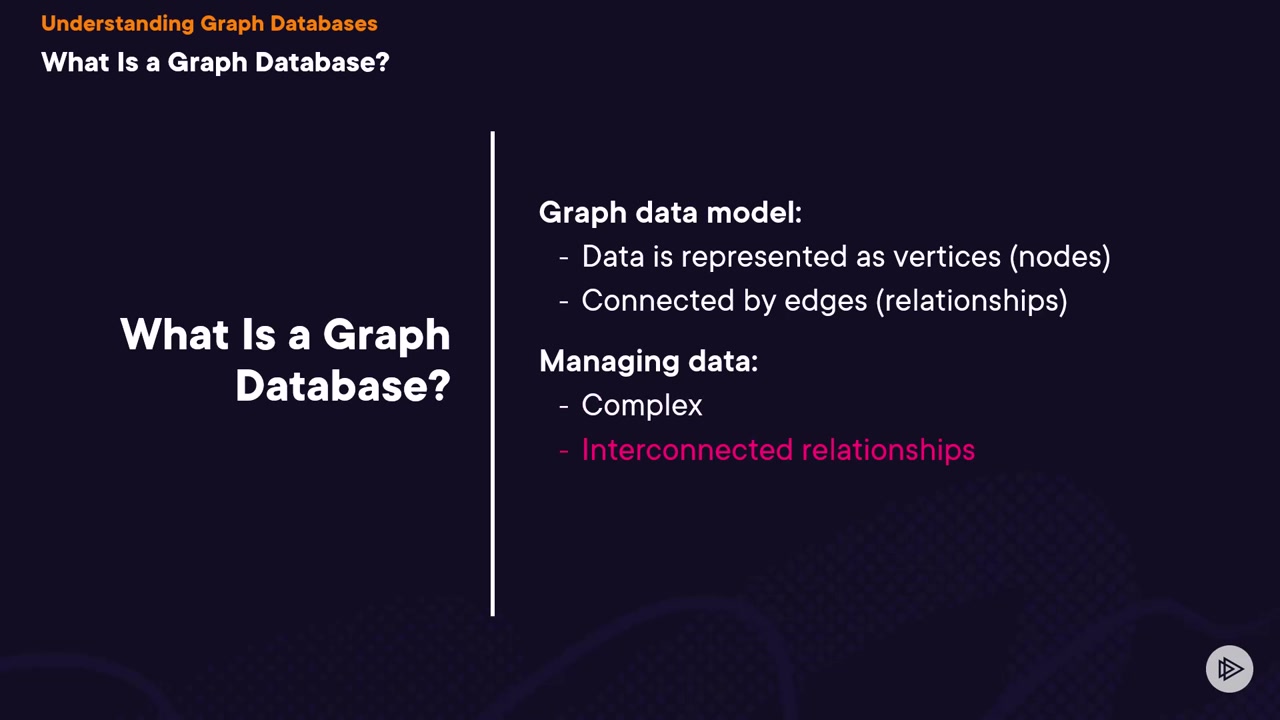 Understanding Graph Databases
What Is a Graph Database?
What Is a Graph
Database?
Graph data model:
- Data is represented as vertices (nodes)
- Connected by edges (relationships)
Managing data:
- Complex
- Interconnected relationships